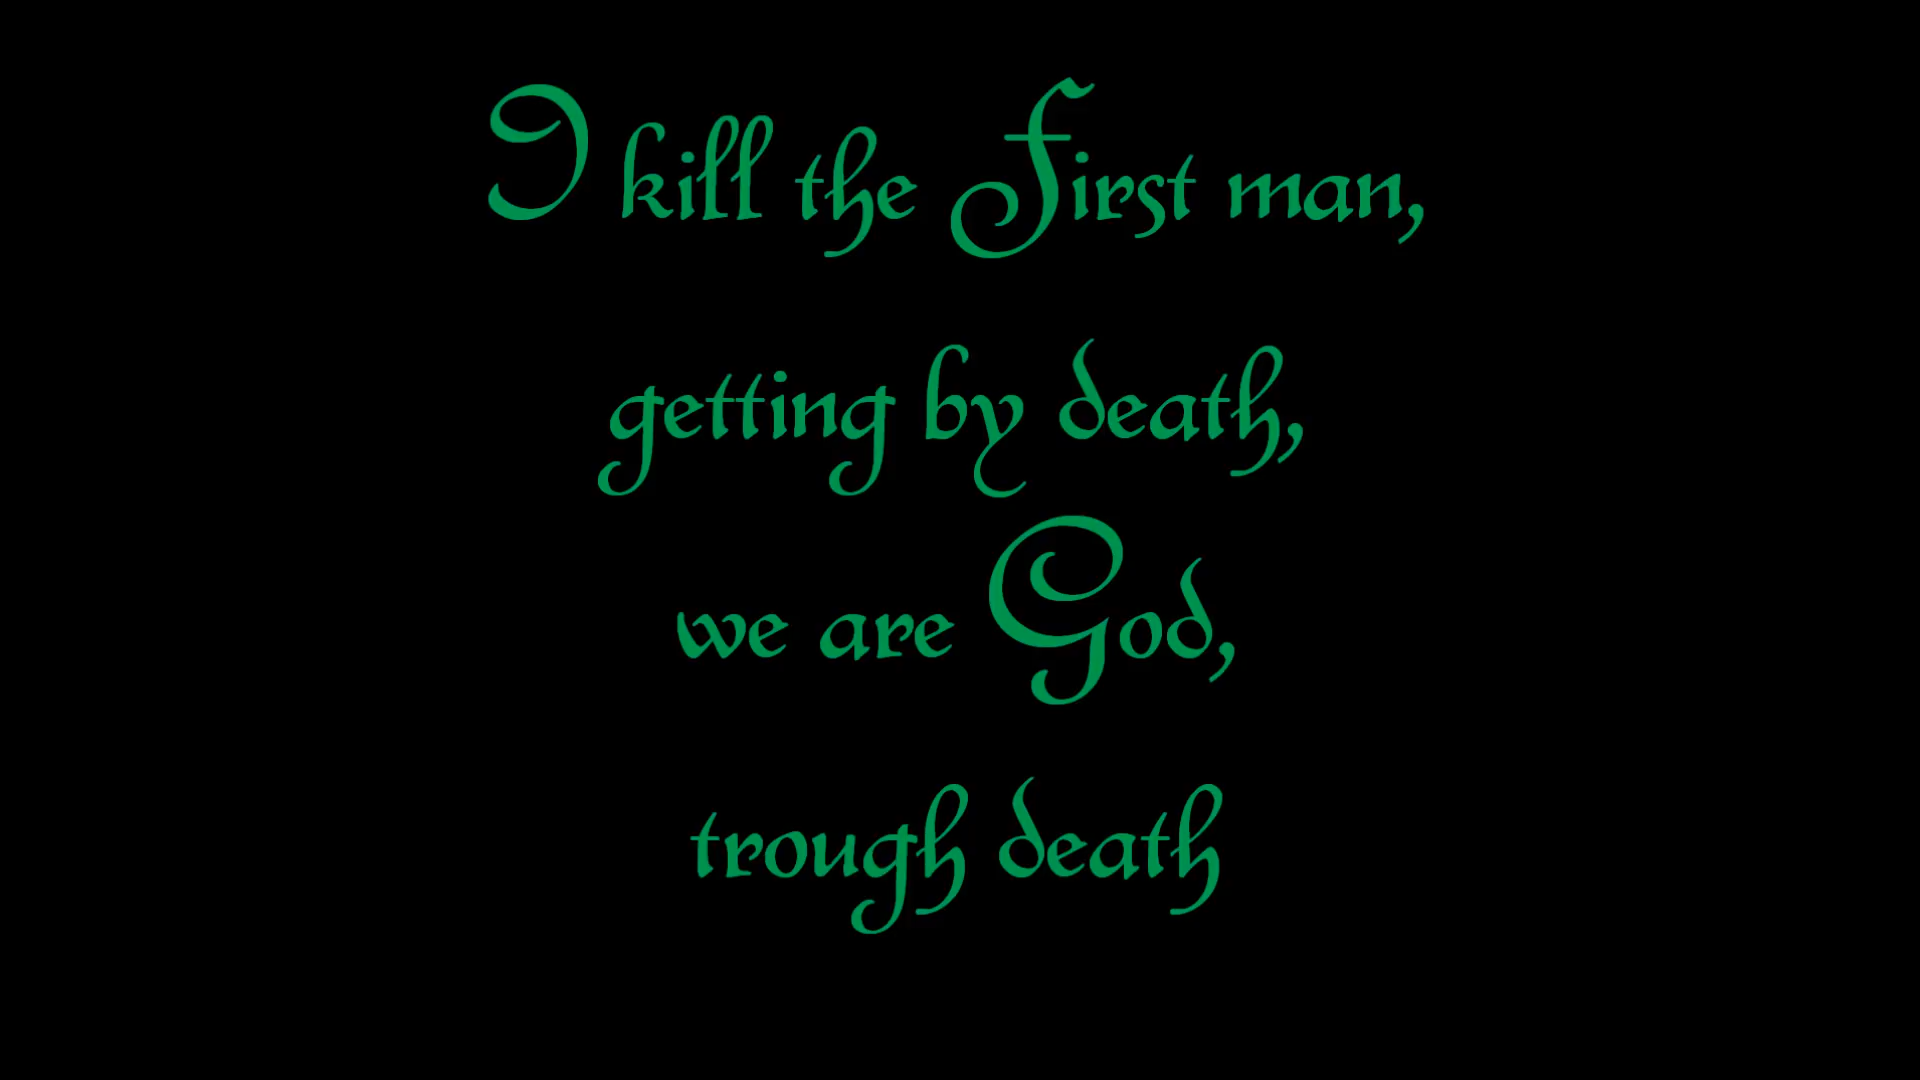 I kill the First man,
getting by death,
we are God,
trough death